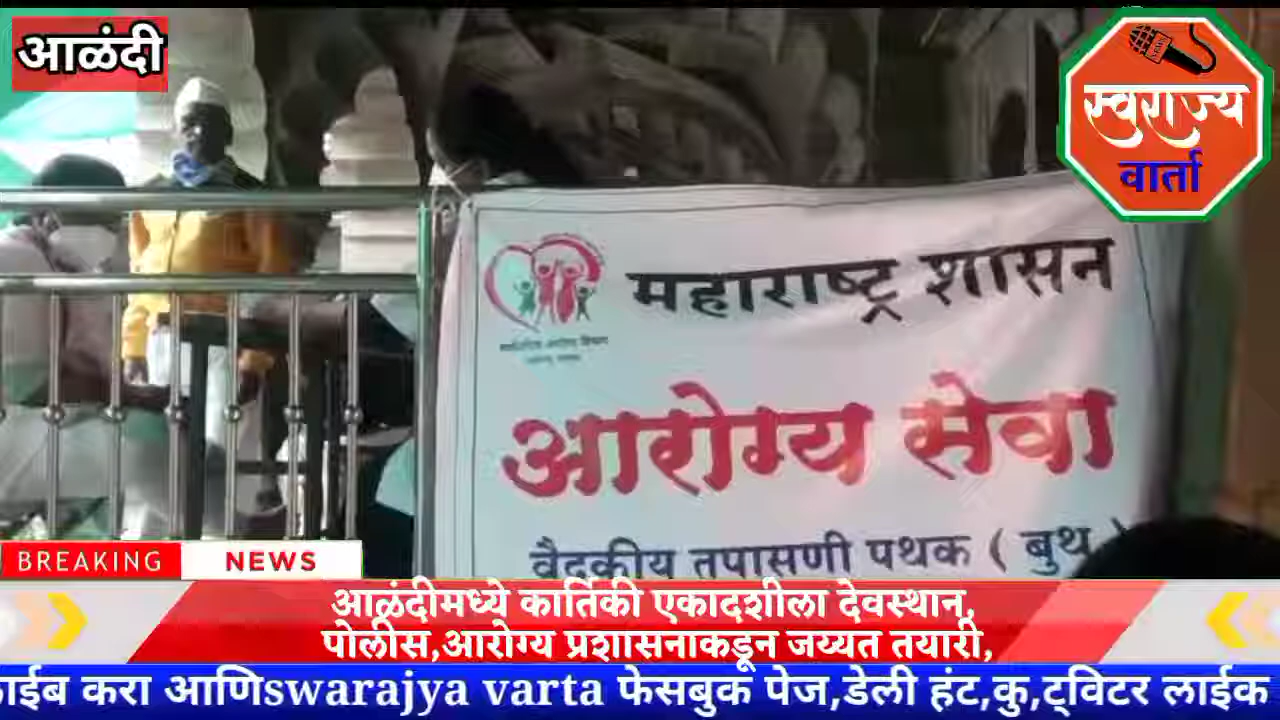 आळंदी
स्वराज्य
वार्ता
महाराष्ट्र शासन
आरोग्य सेवा
वैद्यकीय तपासणी पथक ( बुथ )
BREAKING NEWS
आळंदीमध्ये कार्तिकी एकादशीला देवस्थान,
पोलीस,आरोग्य प्रशासनाकडून जय्यत तयारी,
करा आणिswarajya varta फेसबुक पेज,डेली हंट,कु,ट्विटर लाईक